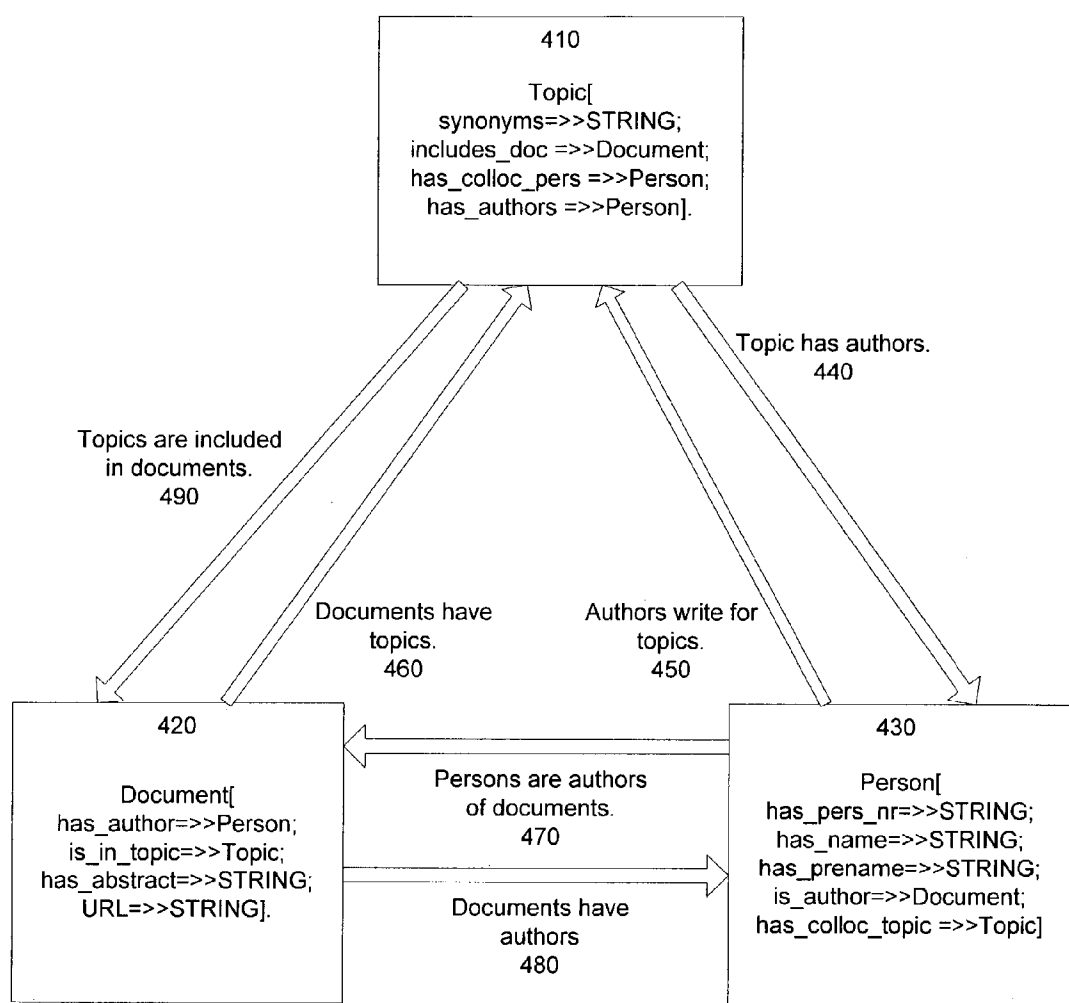 410
Topic[
synonyms=>>STRING;
includes_doc =>>Document;
has_colloc_pers =>>Person;
has_authors =>>Person].
Topic has authors.
440
Topics are included
in documents.
490
Documents have
topics.
460
Authors write for
topics.
450
420
Document[
has_author=>>Person;
is_in_topic=>>Topic;
has_abstract=>>STRING;
URL=>>STRING].
Persons are authors
of documents.
470
Documents have
authors
480
430
Person[
has_pers_nr=>>STRING;
has_name=>>STRING;
has_prename=>>STRING;
is_author=>>Document;
has_colloc_topic =>>Topic]